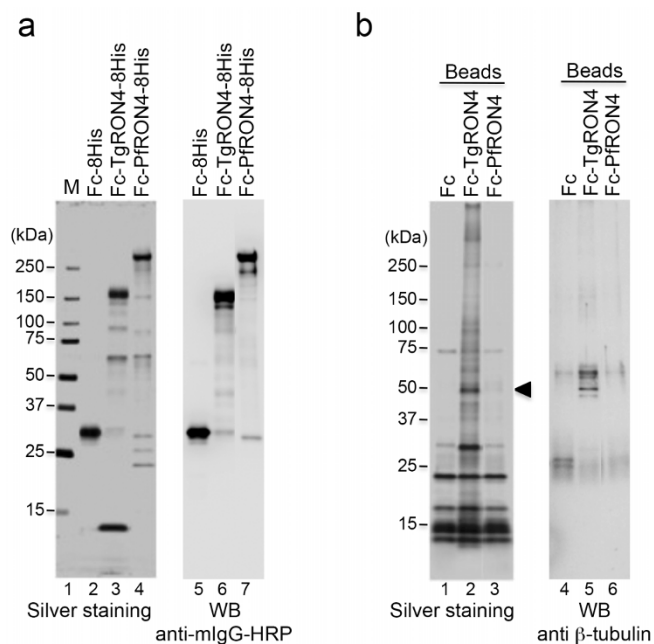 a
M
Fc-8His
Fc-TgRON4-8His
Fc-PfRON4-8His
Fc-8His
Fc-TgRON4-8His
Fc-PfRON4-8His
(kDa)
250
150
100
75
50
37
25
15
1 2 3 4 5 6 7
Silver staining WB
anti-mIgG-HRP
b
Beads Beads
Fc
Fc-TgRON4
Fc-PfRON4
Fc
Fc-TgRON4
Fc-PfRON4
(kDa)
250
150
100
75
50
37
25
15
1 2 3 4 5 6
Silver staining WB
anti β-tubulin